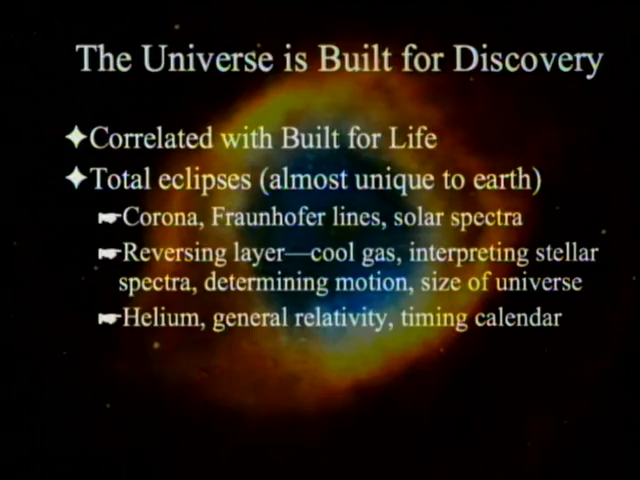 The Universe is Built for Discovery
Correlated with Built for Life
Total eclipses (almost unique to earth)
Corona, Fraunhofer lines, solar spectra
Reversing layer—cool gas, interpreting stellar
spectra, determining motion, size of universe
Helium, general relativity, timing calendar